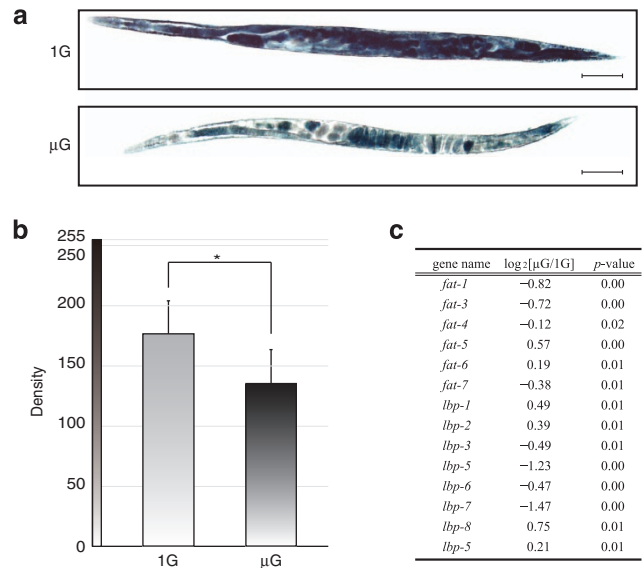 a
1G
μG
b
255
250
200
150
100
50
0
Density
*
1G
μG
c
gene name log2[μG/1G] p-value
fat-1 −0.82 0.00
fat-3 −0.72 0.00
fat-4 −0.12 0.02
fat-5 0.57 0.00
fat-6 0.19 0.01
fat-7 −0.38 0.01
lbp-1 0.49 0.01
lbp-2 0.39 0.01
lbp-3 −0.49 0.01
lbp-5 −1.23 0.00
lbp-6 −0.47 0.00
lbp-7 −1.47 0.00
lbp-8 0.75 0.01
lbp-5 0.21 0.01